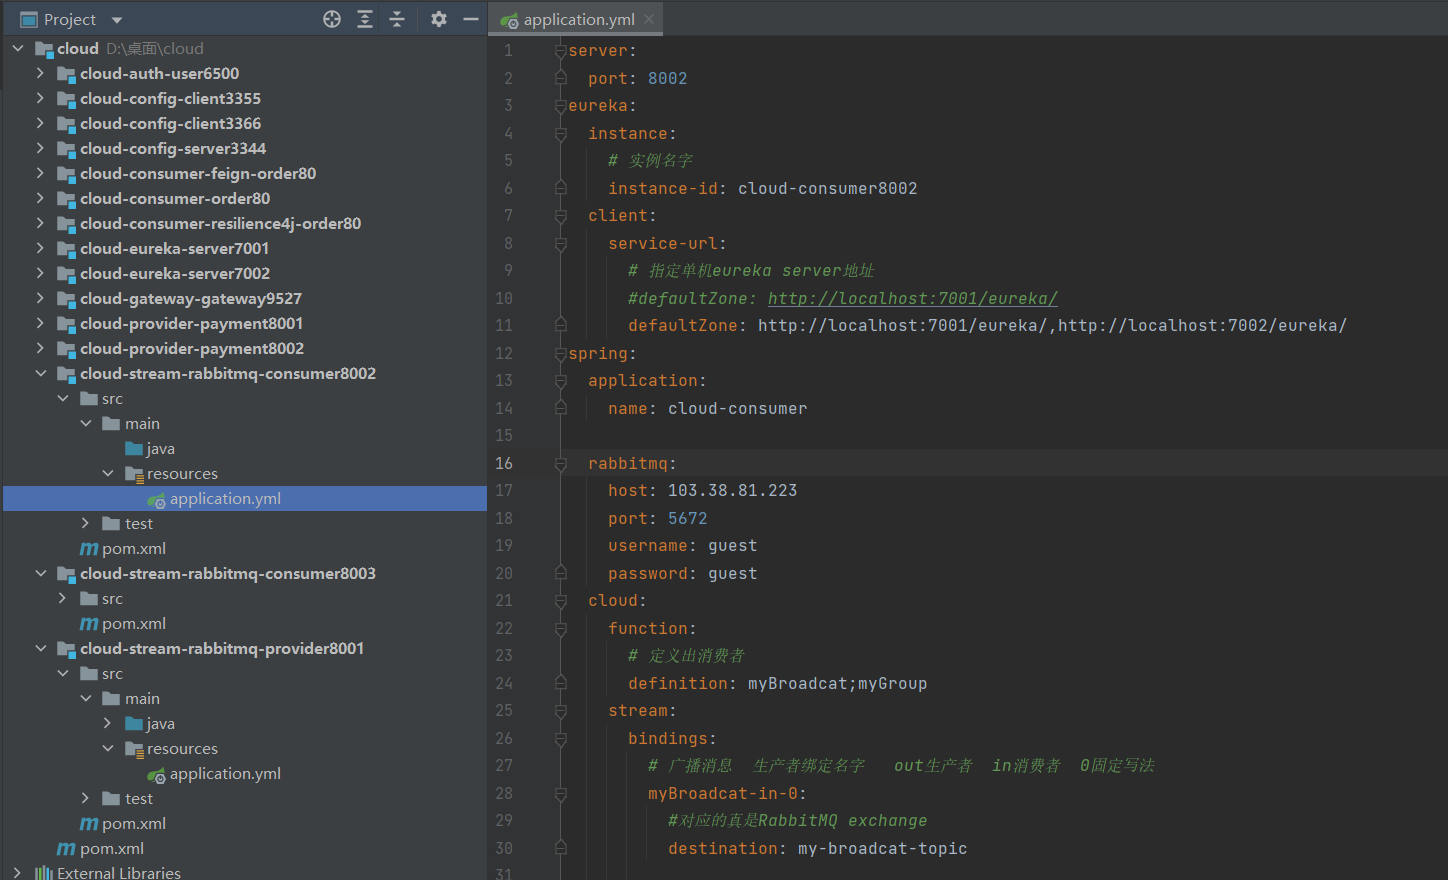 Project
cloud D:\桌面\cloud
cloud-auth-user6500
cloud-config-client3355
cloud-config-client3366
cloud-config-server3344
cloud-consumer-feign-order80
cloud-consumer-order80
cloud-consumer-resilience4j-order80
cloud-eureka-server7001
cloud-eureka-server7002
cloud-gateway-gateway9527
cloud-provider-payment8001
cloud-provider-payment8002
cloud-stream-rabbitmq-consumer8002
src
main
java
resources
application.yml
test
pom.xml
cloud-stream-rabbitmq-consumer8003
src
pom.xml
cloud-stream-rabbitmq-provider8001
src
main
java
resources
application.yml
test
pom.xml
pom.xml
External Libraries
application.yml
1 server:
2 port: 8002
3 eureka:
4 instance:
5 # 实例名字
6 instance-id: cloud-consumer8002
7 client:
8 service-url:
9 # 指定单机eureka server地址
10 #defaultZone: http://localhost:7001/eureka/
11 defaultZone: http://localhost:7001/eureka/,http://localhost:7002/eureka/
12 spring:
13 application:
14 name: cloud-consumer
15
16 rabbitmq:
17 host: 103.38.81.223
18 port: 5672
19 username: guest
20 password: guest
21 cloud:
22 function:
23 # 定义出消费者
24 definition: myBroadcat;myGroup
25 stream:
26 bindings:
27 # 广播消息 生产者绑定名字 out生产者 in消费者 0固定写法
28 myBroadcat-in-0:
29 #对应的真是RabbitMQ exchange
30 destination: my-broadcat-topic
31